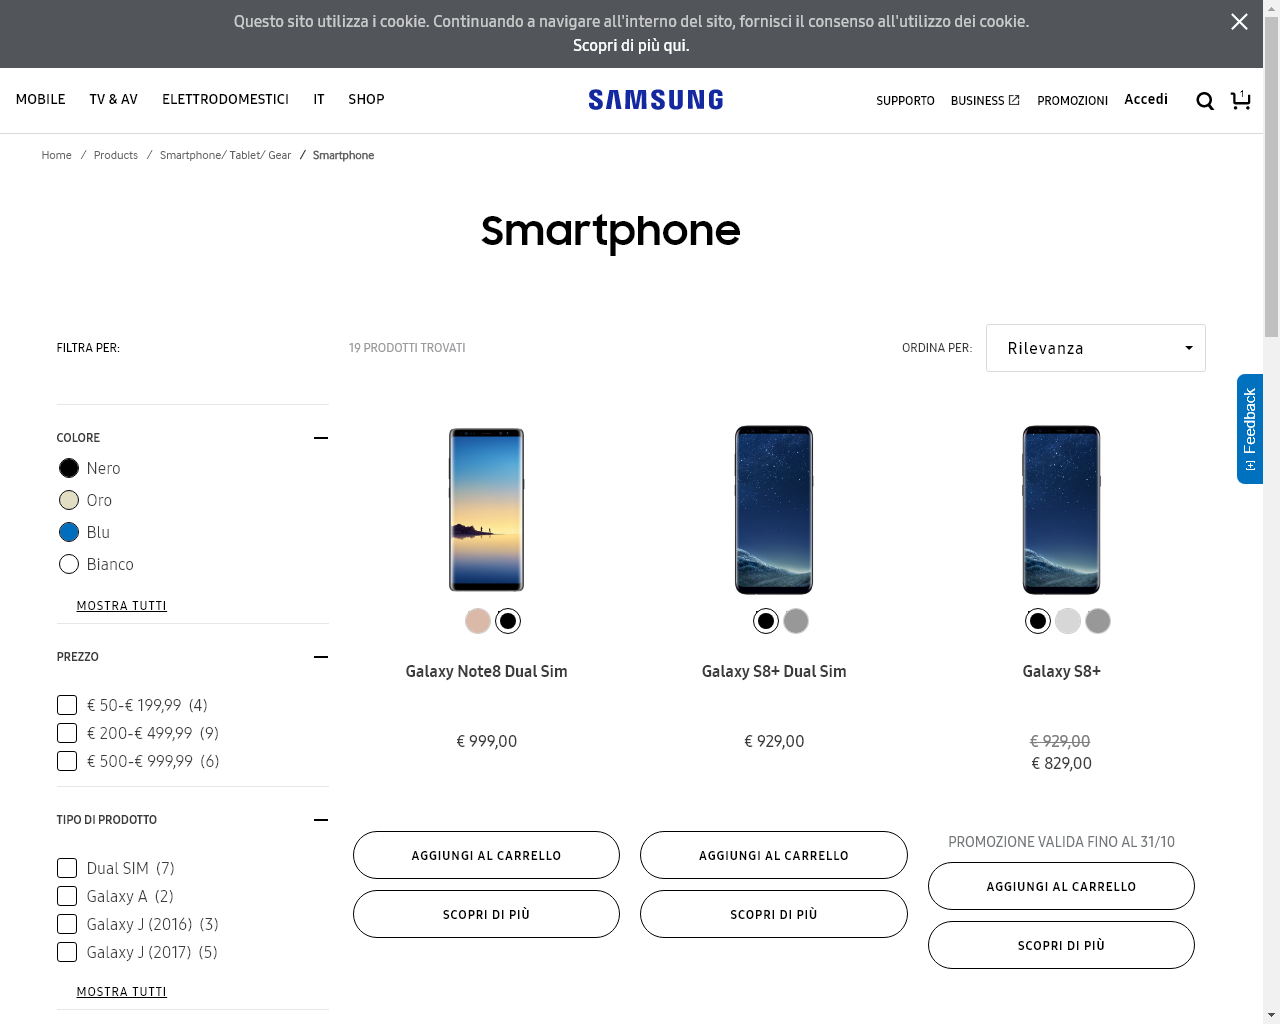 Questo sito utilizza i cookie. Continuando a navigare all'interno del sito, fornisci il consenso all'utilizzo dei cookie.
Scopri di più qui.
MOBILE TV & AV ELETTRODOMESTICI IT SHOP SAMSUNG SUPPORTO BUSINESS PROMOZIONI Accedi 1
Home / Products / Smartphone/ Tablet/ Gear / Smartphone
Smartphone
FILTRA PER: 19 PRODOTTI TROVATI ORDINA PER: Rilevanza
Feedback
COLORE
Nero
Oro
Blu
Bianco
MOSTRA TUTTI
PREZZO
€ 50-€ 199,99 (4)
€ 200-€ 499,99 (9)
€ 500-€ 999,99 (6)
TIPO DI PRODOTTO
Dual SIM (7)
Galaxy A (2)
Galaxy J (2016) (3)
Galaxy J (2017) (5)
MOSTRA TUTTI
Galaxy Note8 Dual Sim
€ 999,00
AGGIUNGI AL CARRELLO
SCOPRI DI PIÙ
Galaxy S8+ Dual Sim
€ 929,00
AGGIUNGI AL CARRELLO
SCOPRI DI PIÙ
Galaxy S8+
€ 929,00
€ 829,00
PROMOZIONE VALIDA FINO AL 31/10
AGGIUNGI AL CARRELLO
SCOPRI DI PIÙ